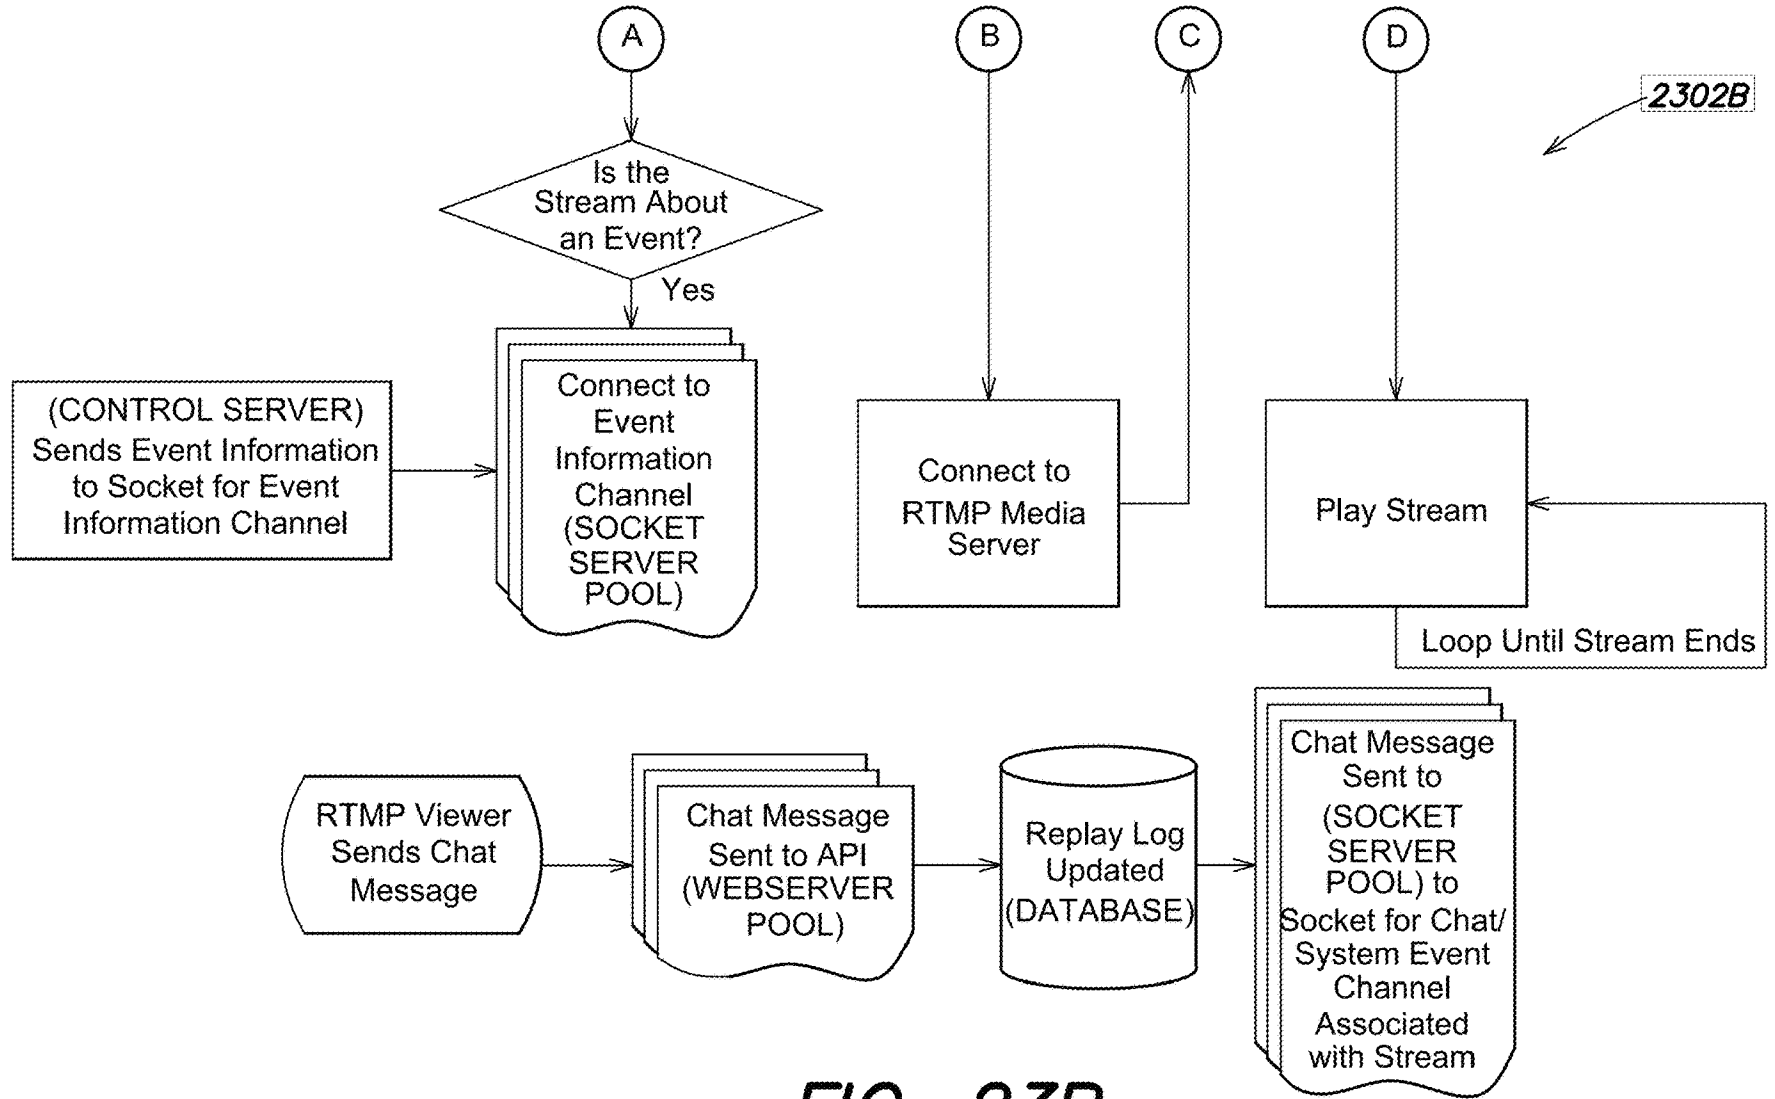 A
B
C
D
2302B
Is the
Stream About
an Event?
Yes
(CONTROL SERVER)
Sends Event Information
to Socket for Event
Information Channel
Connect to
Event
Information
Channel
(SOCKET
SERVER
POOL)
Connect to
RTMP Media
Server
Play Stream
Loop Until Stream Ends
RTMP Viewer
Sends Chat
Message
Chat Message
Sent to API
(WEBSERVER
POOL)
Replay Log
Updated
(DATABASE)
Chat Message
Sent to
(SOCKET
SERVER
POOL) to
Socket for Chat/
System Event
Channel
Associated
with Stream
FIG. 23B